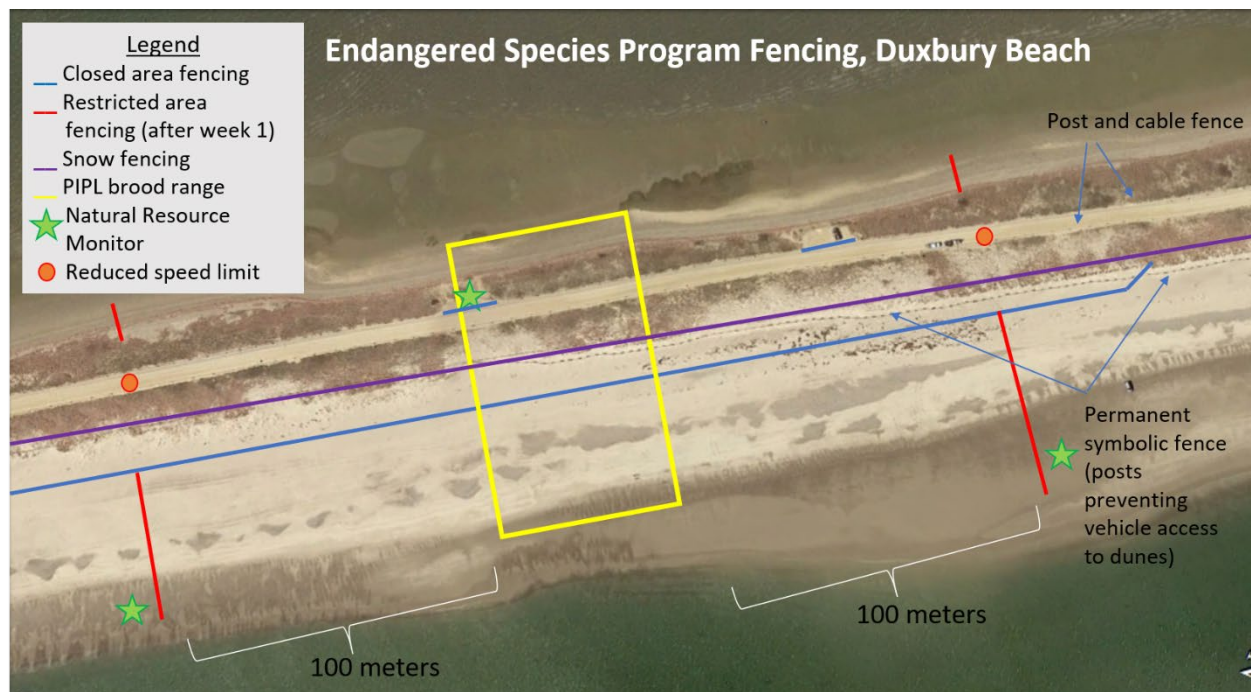 Endangered Species Program Fencing, Duxbury Beach
Legend
Closed area fencing
Restricted area
fencing (after week 1)
Snow fencing
PIPL brood range
Natural Resource
Monitor
Reduced speed limit
Post and cable fence
Permanent
symbolic fence
(posts
preventing
vehicle access
to dunes)
100 meters
100 meters